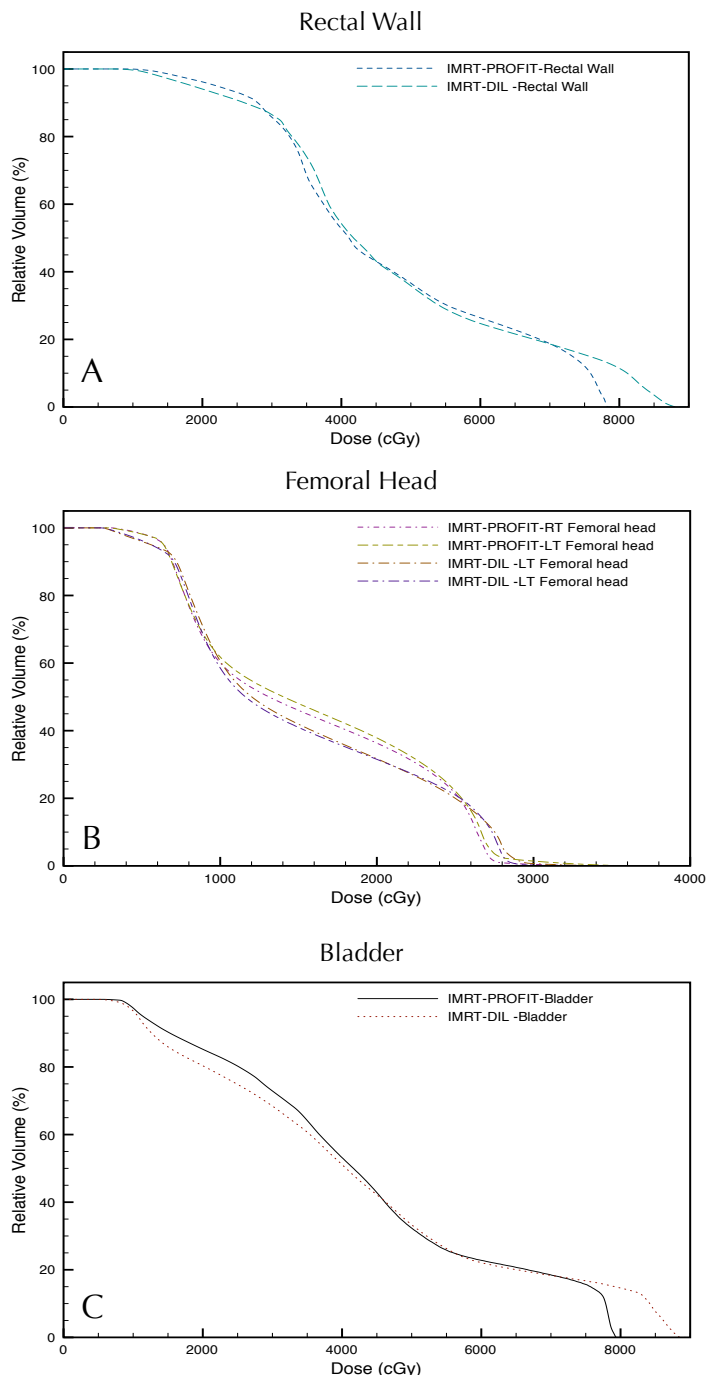 Rectal Wall
IMRT-PROFIT-Rectal Wall
IMRT-DIL -Rectal Wall
100
80
60
40
20
0
Relative Volume (%)
A
0 2000 4000 6000 8000
Dose (cGy)
Femoral Head
IMRT-PROFIT-RT Femoral head
IMRT-PROFIT-LT Femoral head
IMRT-DIL -LT Femoral head
IMRT-DIL -LT Femoral head
100
80
60
40
20
0
Relative Volume (%)
B
0 1000 2000 3000 4000
Dose (cGy)
Bladder
IMRT-PROFIT-Bladder
IMRT-DIL -Bladder
100
80
60
40
20
0
Relative Volume (%)
C
0 2000 4000 6000 8000
Dose (cGy)